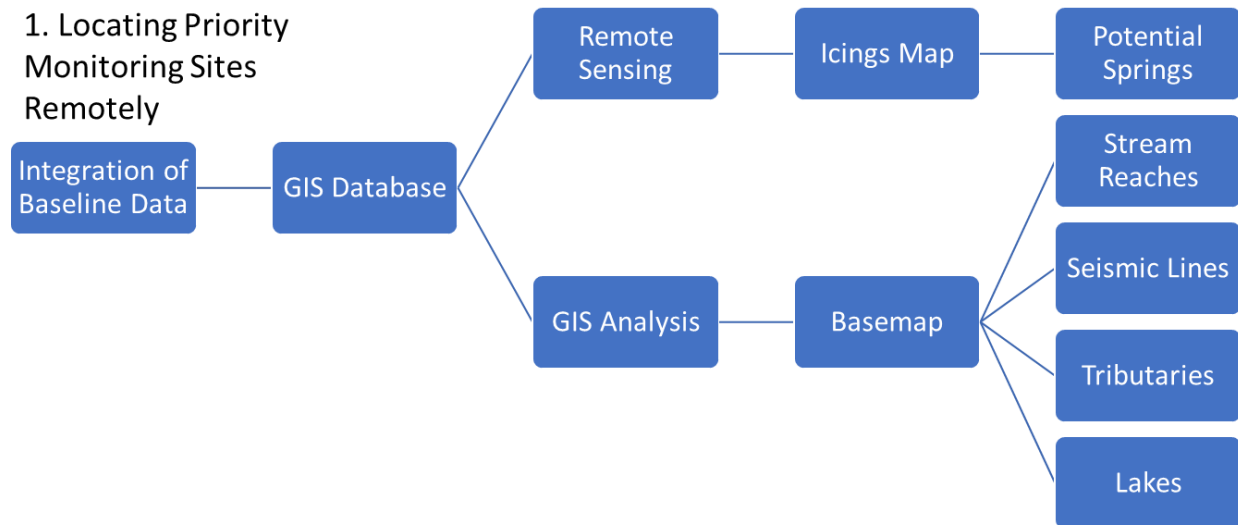 1. Locating Priority
Monitoring Sites
Remotely
Integration of
Baseline Data
GIS Database
Remote
Sensing
Icings Map
Potential
Springs
Stream
Reaches
Seismic Lines
GIS Analysis
Basemap
Tributaries
Lakes